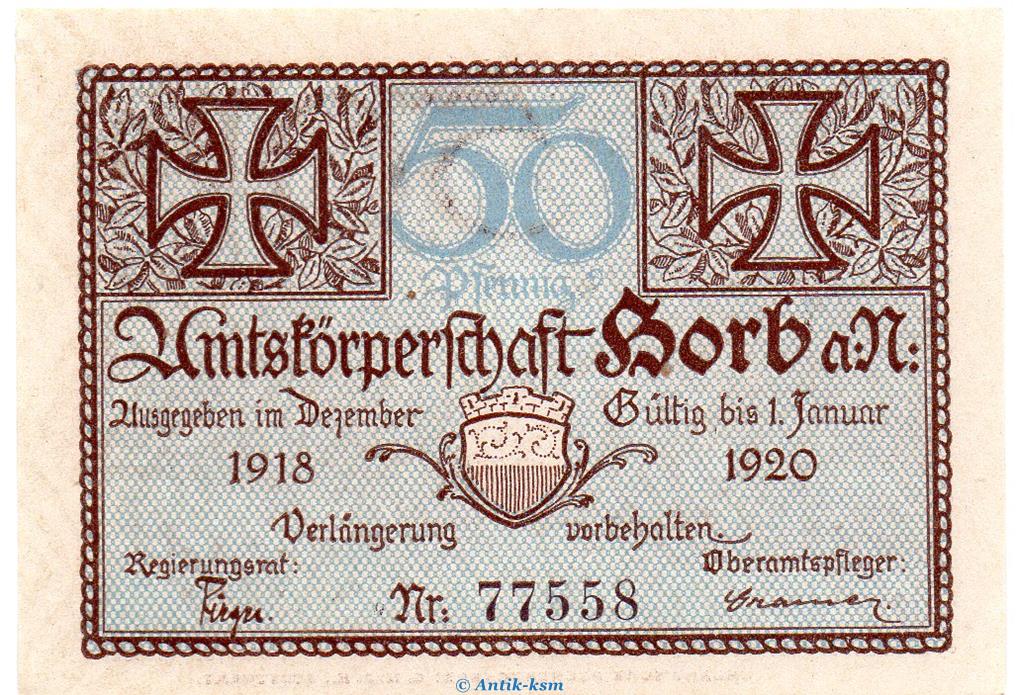 50
Pfennig
Amtskörperschaft Horb a:N:
Ausgegeben im Dezember 1918
Gültig bis 1. Januar 1920
Verlängerung vorbehalten.
Regierungsrat:
Oberamtspfleger:
Nr: 77558
© Antik-ksm